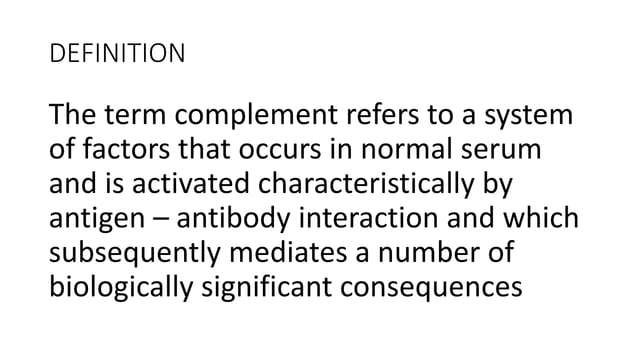 DEFINITION
The term complement refers to a system
of factors that occurs in normal serum
and is activated characteristically by
antigen – antibody interaction and which
subsequently mediates a number of
biologically significant consequences